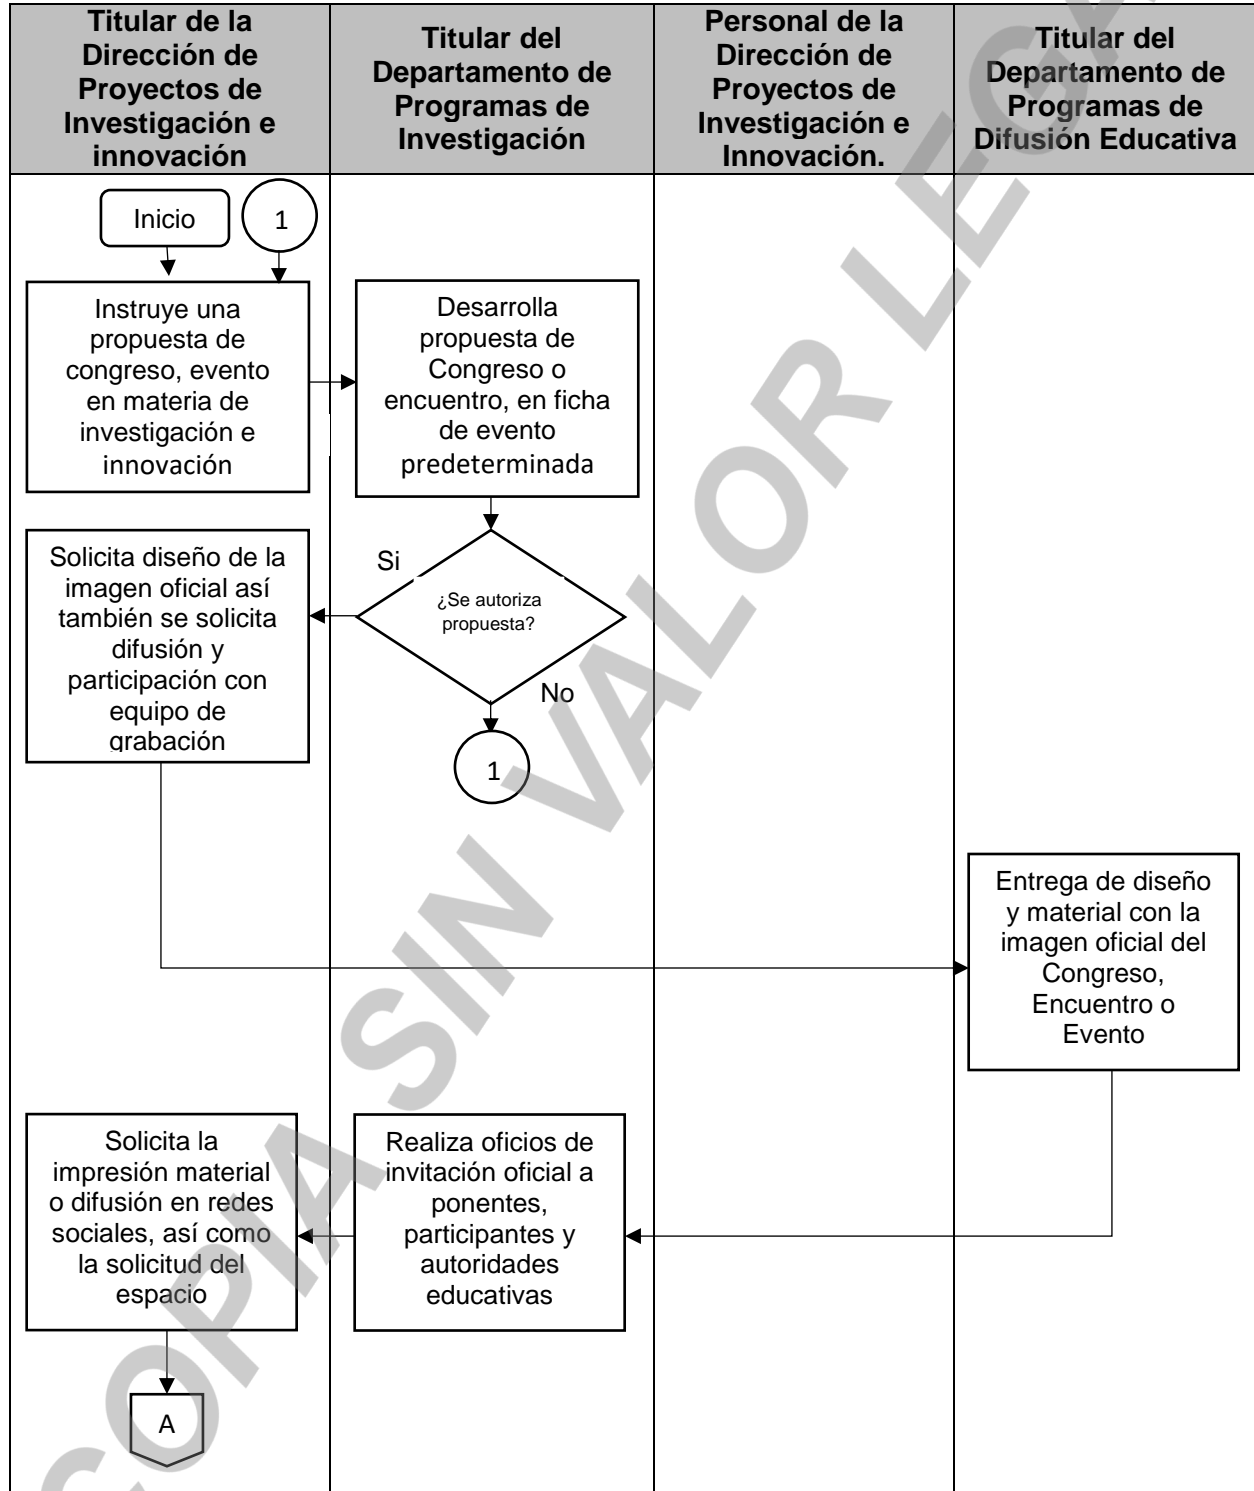 Titular de la
Dirección de
Proyectos de
Investigación e
innovación
Titular del
Departamento de
Programas de
Investigación
Personal de la
Dirección de
Proyectos de
Investigación e
Innovación.
Titular del
Departamento de
Programas de
Difusión Educativa
Inicio
1
Instruye una
propuesta de
congreso, evento
en materia de
investigación e
innovación
Desarrolla
propuesta de
Congreso o
encuentro, en ficha
de evento
predeterminada
Si
¿Se autoriza
propuesta?
No
1
Solicita diseño de la
imagen oficial así
también se solicita
difusión y
participación con
equipo de
grabación
Entrega de diseño
y material con la
imagen oficial del
Congreso,
Encuentro o
Evento
Realiza oficios de
invitación oficial a
ponentes,
participantes y
autoridades
educativas
Solicita la
impresión material
o difusión en redes
sociales, así como
la solicitud del
espacio
A
COPIA SIN VALOR LEGA